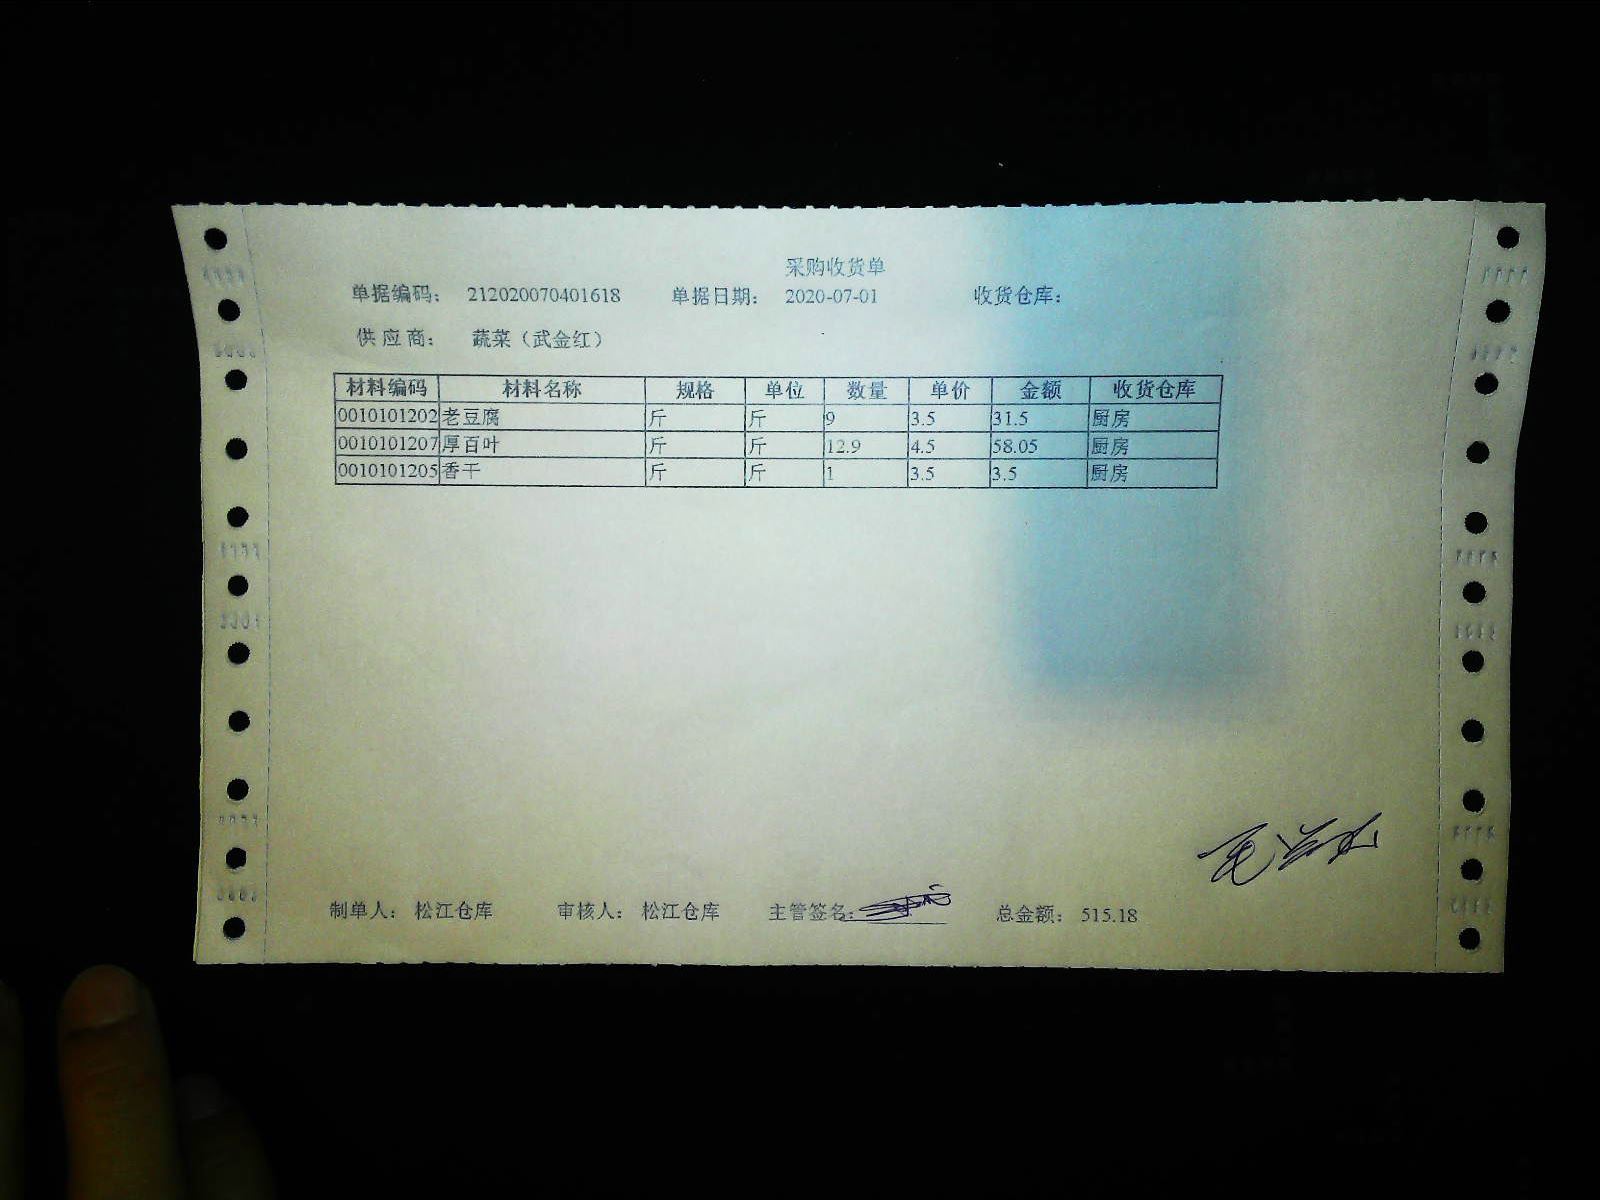 采购收货单
单据编码： 212020070401618 单据日期： 2020-07-01 收货仓库：
供 应 商： 蔬菜（武金红）
材料编码 材料名称 规格 单位 数量 单价 金额 收货仓库
0010101202 老豆腐 斤 斤 9 3.5 31.5 厨房
0010101207 厚百叶 斤 斤 12.9 4.5 58.05 厨房
0010101205 香干 斤 斤 1 3.5 3.5 厨房
制单人： 松江仓库 审核人： 松江仓库 主管签名： 总金额： 515.18